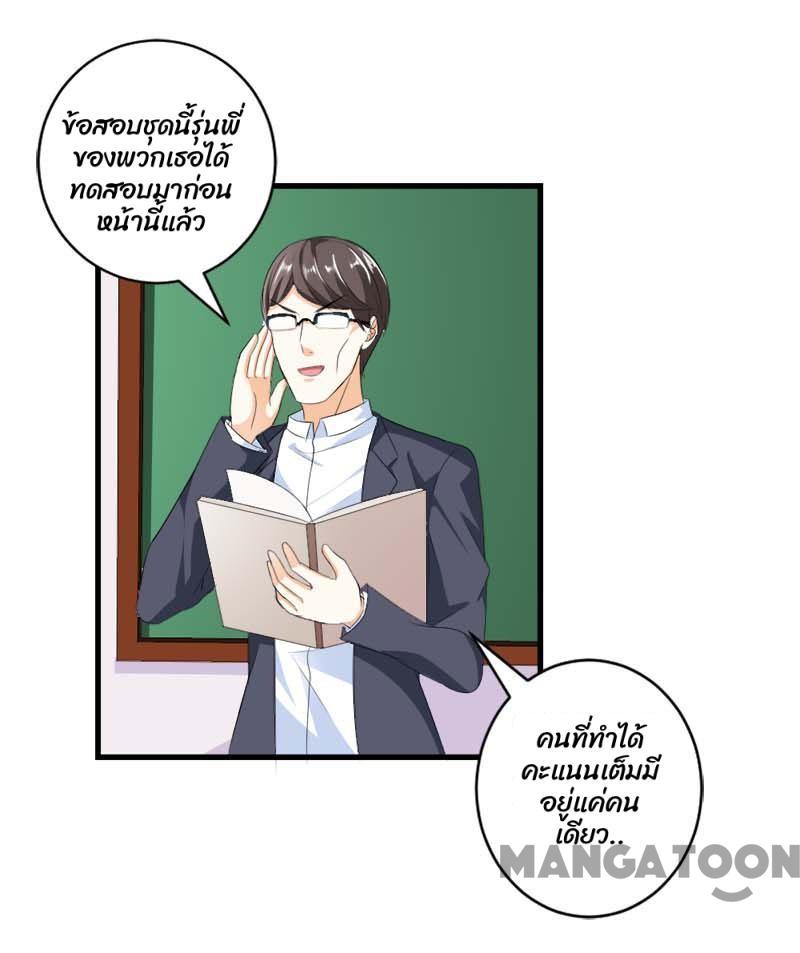 ข้อสอบชุดนี้รุ่นพี่
ของพวกเธอได้
ทดสอบมาก่อน
หน้านี้แล้ว
คนที่ทำได้
คะแนนเต็มมี
อยู่แค่คน
เดียว..
MANGATOON